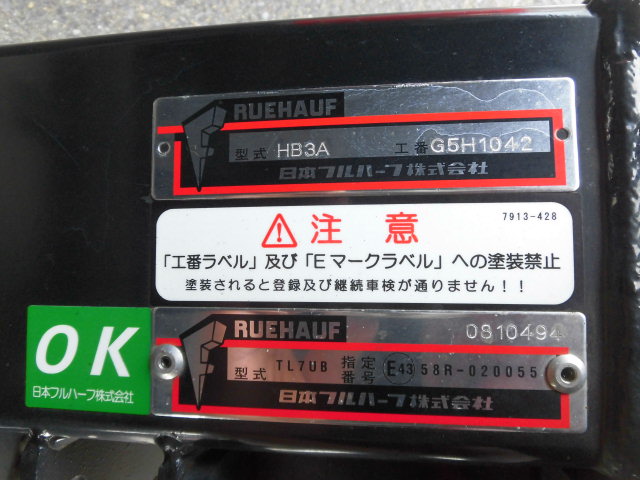 FRUEHAUF
型式 HB3A 工番 G5H1042
日本フルハーフ株式会社
⚠注意 7913-428
「工番ラベル」及び「Eマークラベル」への塗装禁止
塗装されると登録及び継続車検が通りません!!
FRUEHAUF 0810494
型式 TL7UB 指定番号 E43 58R-020055
日本フルハーフ株式会社
OK
日本フルハーフ株式会社